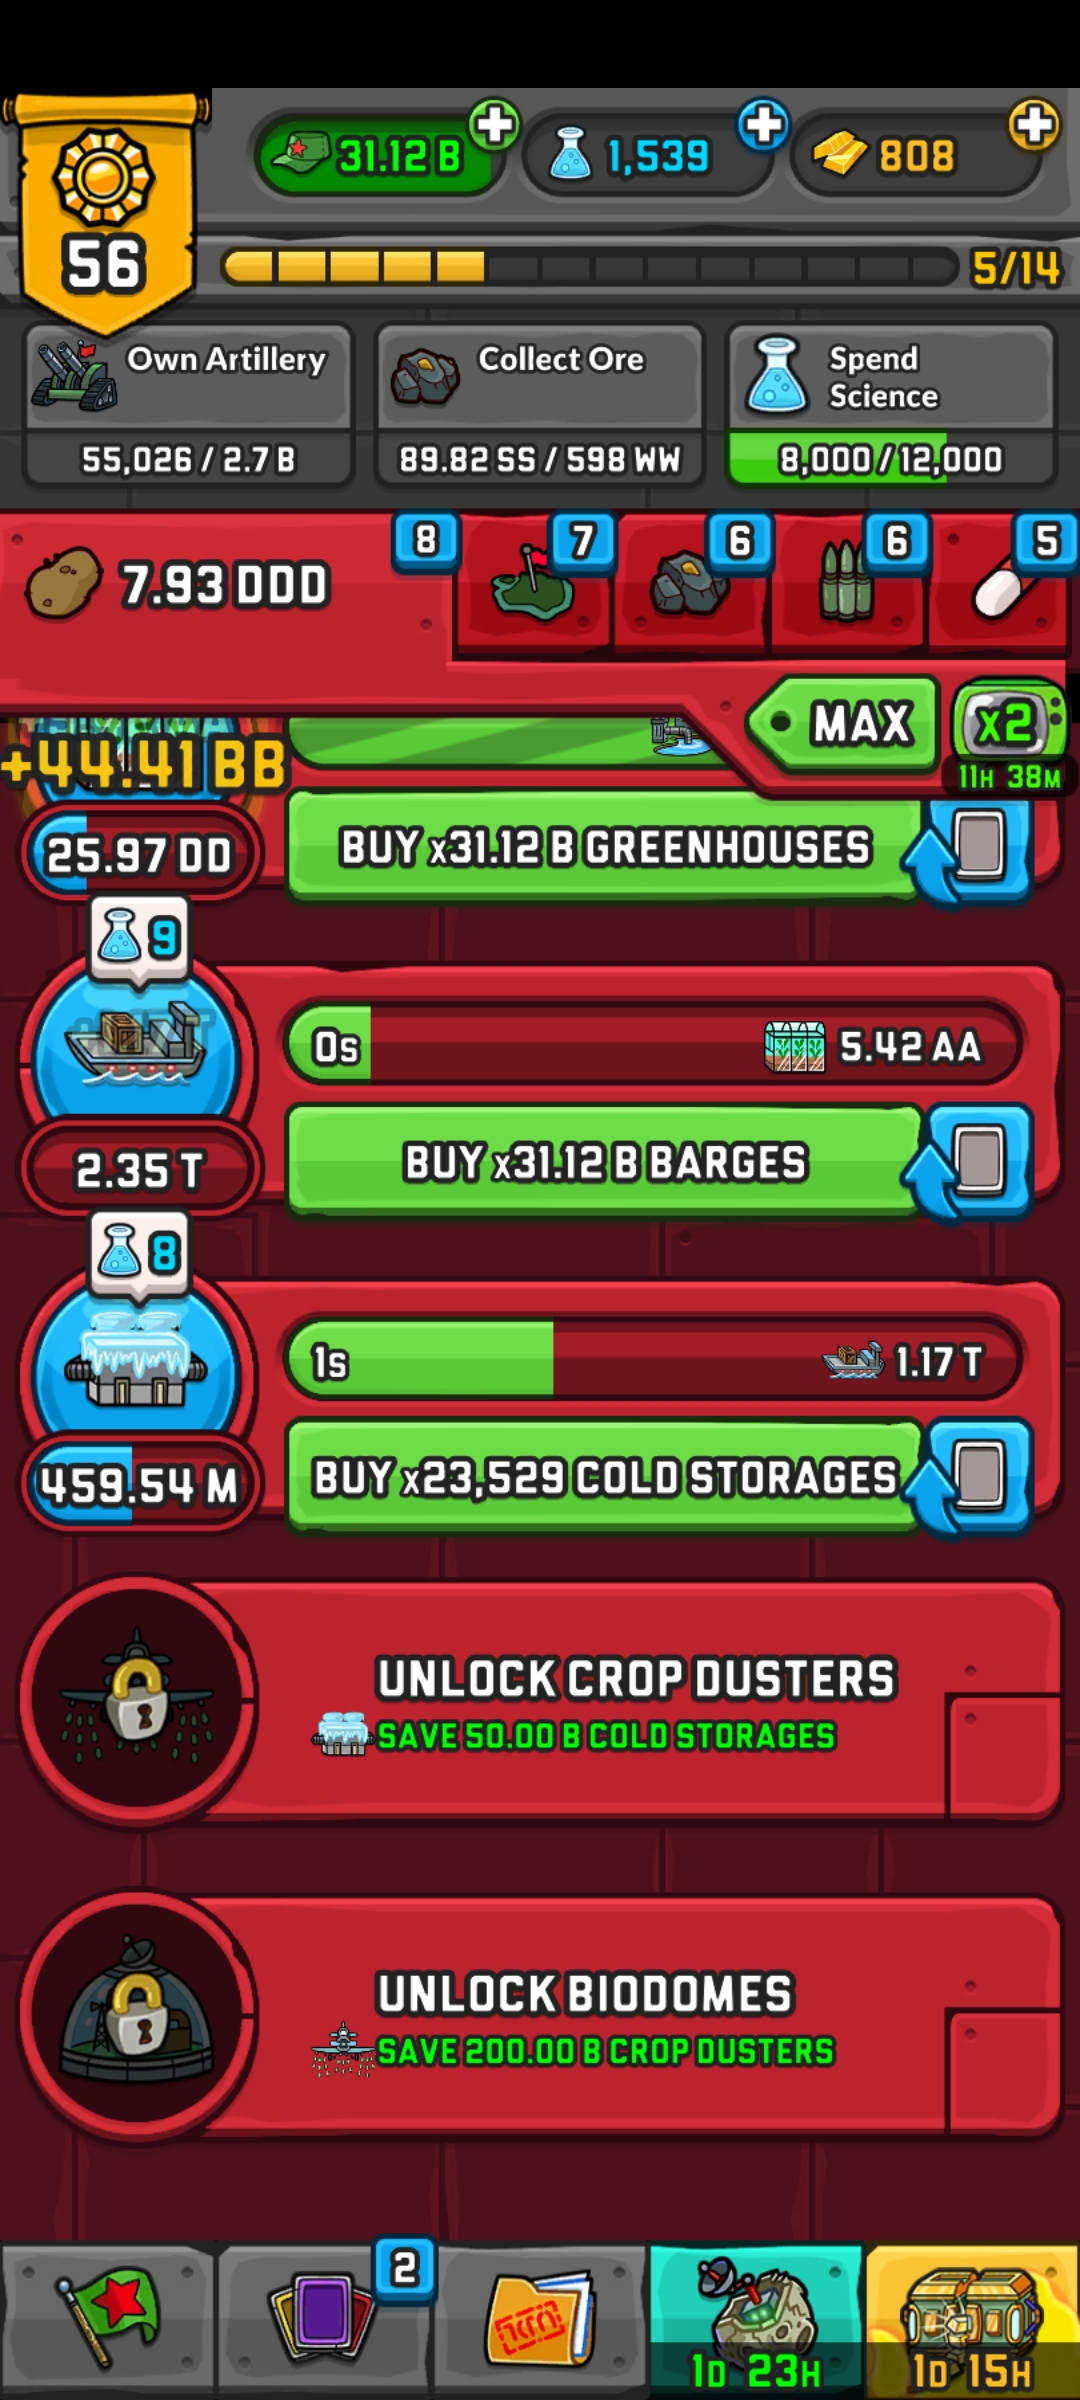 31.12 B
1,539
808
56
5/14
Own Artillery
55,026 / 2.7 B
Collect Ore
89.82 SS / 598 WW
Spend
Science
8,000 / 12,000
7.93 DDD
8
7
6
6
5
MAX
x2
11H 38M
+44.41 BB
25.97 DD
BUY x31.12 B GREENHOUSES
9
0s
5.42 AA
2.35 T
BUY x31.12 B BARGES
8
1s
1.17 T
459.54 M
BUY x23,529 COLD STORAGES
UNLOCK CROP DUSTERS
SAVE 50.00 B COLD STORAGES
UNLOCK BIODOMES
SAVE 200.00 B CROP DUSTERS
2
1D 23H
1D 15H